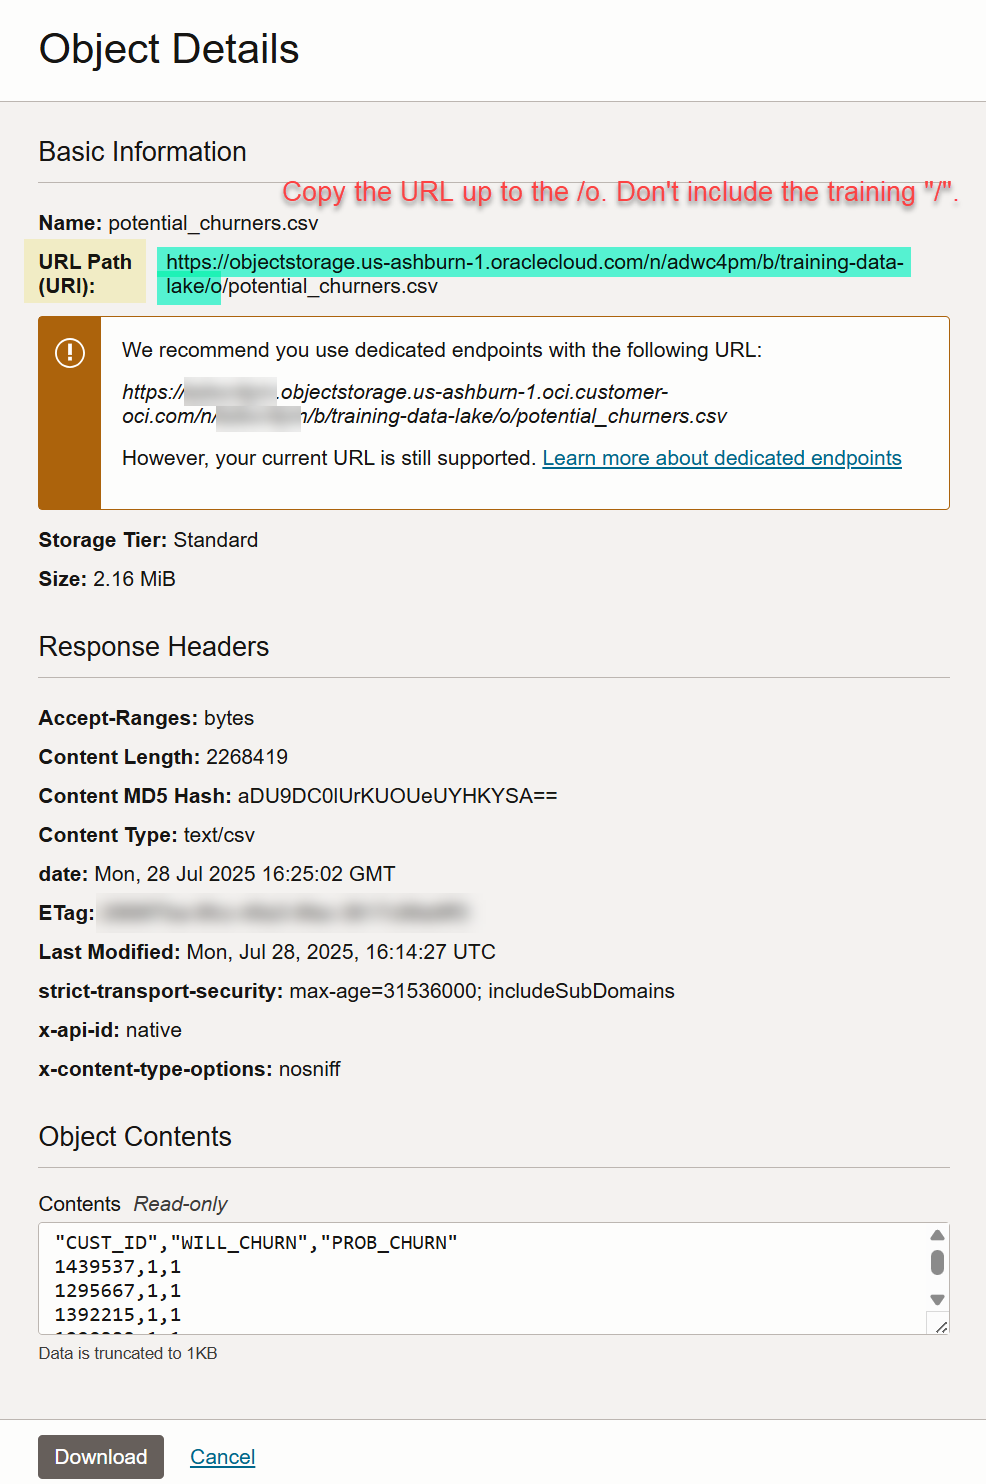 Object Details
Basic Information
Copy the URL up to the /o. Don't include the training "/".
Name: potential_churners.csv
URL Path https://objectstorage.us-ashburn-1.oraclecloud.com/n/adwc4pm/b/training-data-
(URI): lake/o/potential_churners.csv
We recommend you use dedicated endpoints with the following URL:
https:// .objectstorage.us-ashburn-1.oci.customer-
oci.com/n/ /b/training-data-lake/o/potential_churners.csv
However, your current URL is still supported. Learn more about dedicated endpoints
Storage Tier: Standard
Size: 2.16 MiB
Response Headers
Accept-Ranges: bytes
Content Length: 2268419
Content MD5 Hash: aDU9DC0lUrKUOUeUYHKYSA==
Content Type: text/csv
date: Mon, 28 Jul 2025 16:25:02 GMT
ETag:
Last Modified: Mon, Jul 28, 2025, 16:14:27 UTC
strict-transport-security: max-age=31536000; includeSubDomains
x-api-id: native
x-content-type-options: nosniff
Object Contents
Contents Read-only
"CUST_ID","WILL_CHURN","PROB_CHURN"
1439537,1,1
1295667,1,1
1392215,1,1
Data is truncated to 1KB
Download Cancel